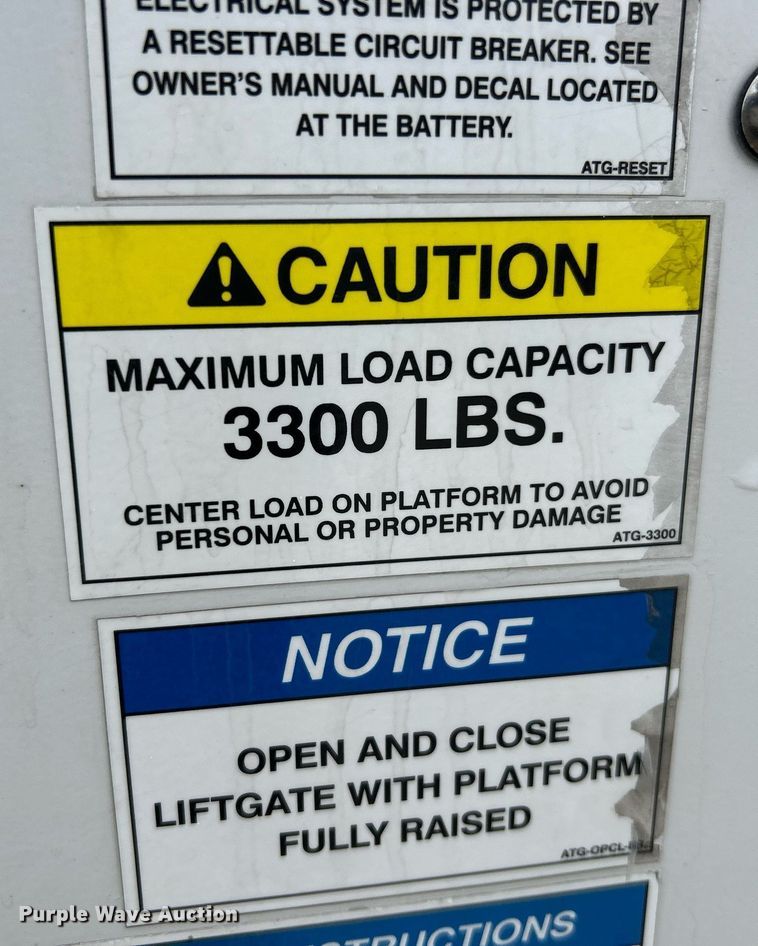 ELECTRICAL SYSTEM IS PROTECTED BY
A RESETTABLE CIRCUIT BREAKER. SEE
OWNER'S MANUAL AND DECAL LOCATED
AT THE BATTERY.
ATG-RESET
CAUTION
MAXIMUM LOAD CAPACITY
3300 LBS.
CENTER LOAD ON PLATFORM TO AVOID
PERSONAL OR PROPERTY DAMAGE
ATG-3300
NOTICE
OPEN AND CLOSE
LIFTGATE WITH PLATFORM
FULLY RAISED
Purple Wave Auction